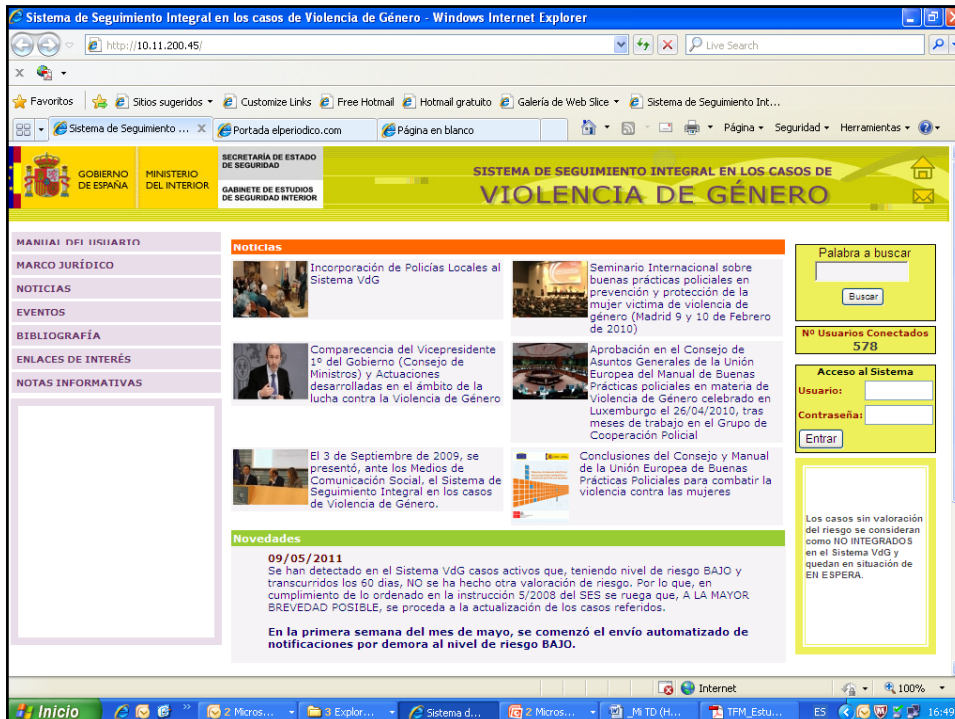 Sistema de Seguimiento Integral en los casos de Violencia de Género - Windows Internet Explorer
http://10.11.200.45/
Live Search
x
Favoritos
Sitios sugeridos
Customize Links
Free Hotmail
Hotmail gratuito
Galería de Web Slice
Sistema de Seguimiento Int...
Sistema de Seguimiento ...
X
Portada elperiodico.com
Página en blanco
Página
Seguridad
Herramientas
GOBIERNO
DE ESPAÑA
MINISTERIO
DEL INTERIOR
SECRETARÍA DE ESTADO
DE SEGURIDAD
GABINETE DE ESTUDIOS
DE SEGURIDAD INTERIOR
SISTEMA DE SEGUIMIENTO INTEGRAL EN LOS CASOS DE
VIOLENCIA DE GÉNERO
MANUAL DEL USUARIO
MARCO JURÍDICO
NOTICIAS
EVENTOS
BIBLIOGRAFÍA
ENLACES DE INTERÉS
NOTAS INFORMATIVAS
Noticias
Incorporación de Policías Locales al
Sistema VdG
Seminario Internacional sobre
buenas prácticas policiales en
prevención y protección de la
mujer victima de violencia de
género (Madrid 9 y 10 de Febrero
de 2010)
Comparecencia del Vicepresidente
1º del Gobierno (Consejo de
Ministros) y Actuaciones
desarrolladas en el ámbito de la
lucha contra la Violencia de Género
Aprobación en el Consejo de
Asuntos Generales de la Unión
Europea del Manual de Buenas
Prácticas policiales en materia de
Violencia de Género celebrado en
Luxemburgo el 26/04/2010, tras
meses de trabajo en el Grupo de
Cooperación Policial
El 3 de Septiembre de 2009, se
presentó, ante los Medios de
Comunicación Social, el Sistema de
Seguimiento Integral en los casos
de Violencia de Género.
Conclusiones del Consejo y Manual
de la Unión Europea de Buenas
Prácticas Policiales para combatir la
violencia contra las mujeres
Novedades
09/05/2011
Se han detectado en el Sistema VdG casos activos que, teniendo nivel de riesgo BAJO y
transcurridos los 60 dias, NO se ha hecho otra valoración de riesgo. Por lo que, en
cumplimiento de lo ordenado en la instrucción 5/2008 del SES se ruega que, A LA MAYOR
BREVEDAD POSIBLE, se proceda a la actualización de los casos referidos.
En la primera semana del mes de mayo, se comenzó el envío automatizado de
notificaciones por demora al nivel de riesgo BAJO.
Palabra a buscar
Buscar
Nº Usuarios Conectados
578
Acceso al Sistema
Usuario:
Contraseña:
Entrar
Los casos sin valoración
del riesgo se consideran
como NO INTEGRADOS
en el Sistema VdG y
quedan en situación de
EN ESPERA.
Internet
100%
Inicio
2 Micros...
3 Explor...
Sistema d...
2 Micros...
_Mi TD (H...
TFM_Estu...
ES
16:49